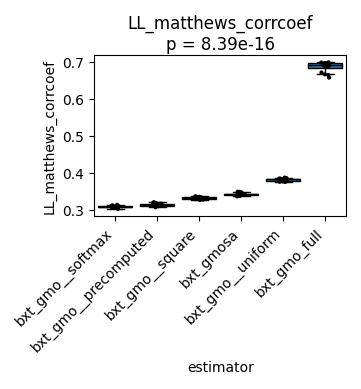 LL_matthews_corrcoef
p = 8.39e-16
LL_matthews_corrcoef
0.7
0.6
0.5
0.4
0.3
bxt_gmo__softmax
bxt_gmo__precomputed
bxt_gmo__square
bxt_gmosa
bxt_gmo__uniform
bxt_gmo_full
estimator